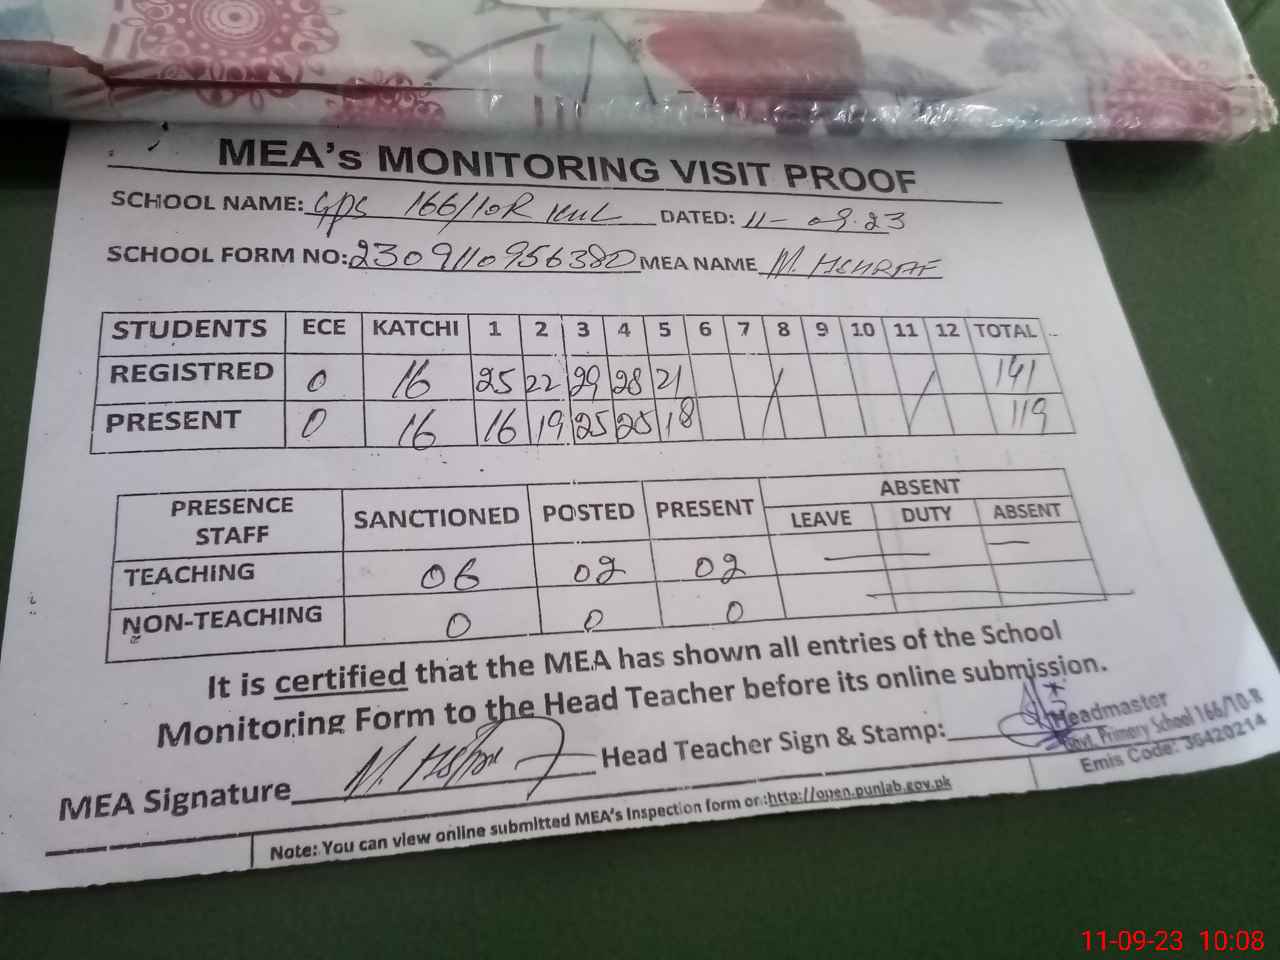 MEA's MONITORING VISIT PROOF
SCHOOL NAME: GPS 166/10R DATED: 11-09.23
SCHOOL FORM NO: 2309110956380 MEA NAME M. ASHRAF
STUDENTS ECE KATCHI 1 2 3 4 5 6 7 8 9 10 11 12 TOTAL
REGISTRED 0 16 25 22 29 28 21 141
PRESENT 0 16 16 19 25 25 18 119
PRESENCE STAFF SANCTIONED POSTED PRESENT ABSENT
LEAVE DUTY ABSENT
TEACHING 06 02 02 — —
NON-TEACHING 0 0 0 —
It is certified that the MEA has shown all entries of the School
Monitoring Form to the Head Teacher before its online submission.
MEA Signature M. Ashraf Head Teacher Sign & Stamp:
Headmaster
Govt. Primery School 166/10-R
Emis Code: 36420214
Note: You can view online submitted MEA's Inspection form on :http://open.punjab.gov.pk
11-09-23 10:08